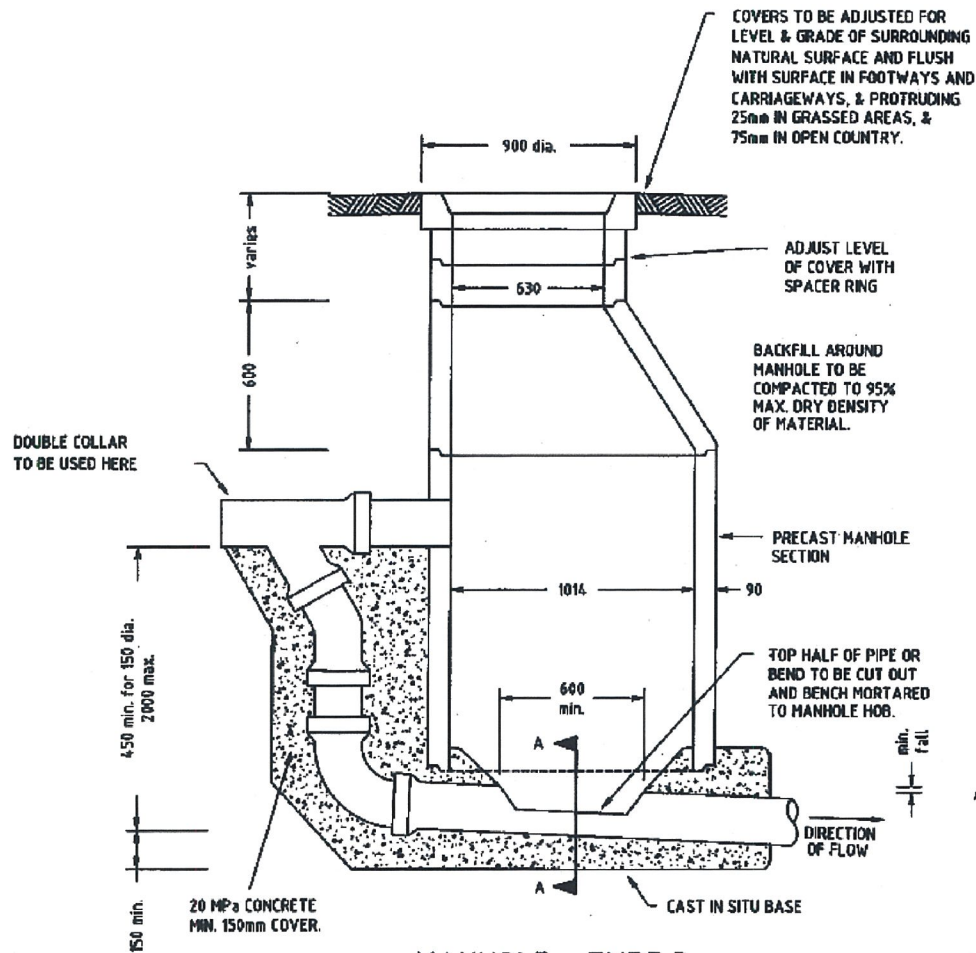 COVERS TO BE ADJUSTED FOR
LEVEL & GRADE OF SURROUNDING
NATURAL SURFACE AND FLUSH
WITH SURFACE IN FOOTWAYS AND
CARRIAGEWAYS, & PROTRUDING
25mm IN GRASSED AREAS, &
75mm IN OPEN COUNTRY.
900 dia.
varies
ADJUST LEVEL
OF COVER WITH
SPACER RING
630
600
BACKFILL AROUND
MANHOLE TO BE
COMPACTED TO 95%
MAX. DRY DENSITY
OF MATERIAL.
DOUBLE COLLAR
TO BE USED HERE
PRECAST MANHOLE
SECTION
1014
90
450 min. for 150 dia.
2000 max.
600
min.
TOP HALF OF PIPE OR
BEND TO BE CUT OUT
AND BENCH MORTARED
TO MANHOLE HOB.
min.
fall
A
DIRECTION
OF FLOW
A
150 min.
20 MPa CONCRETE
MIN. 150mm COVER.
CAST IN SITU BASE